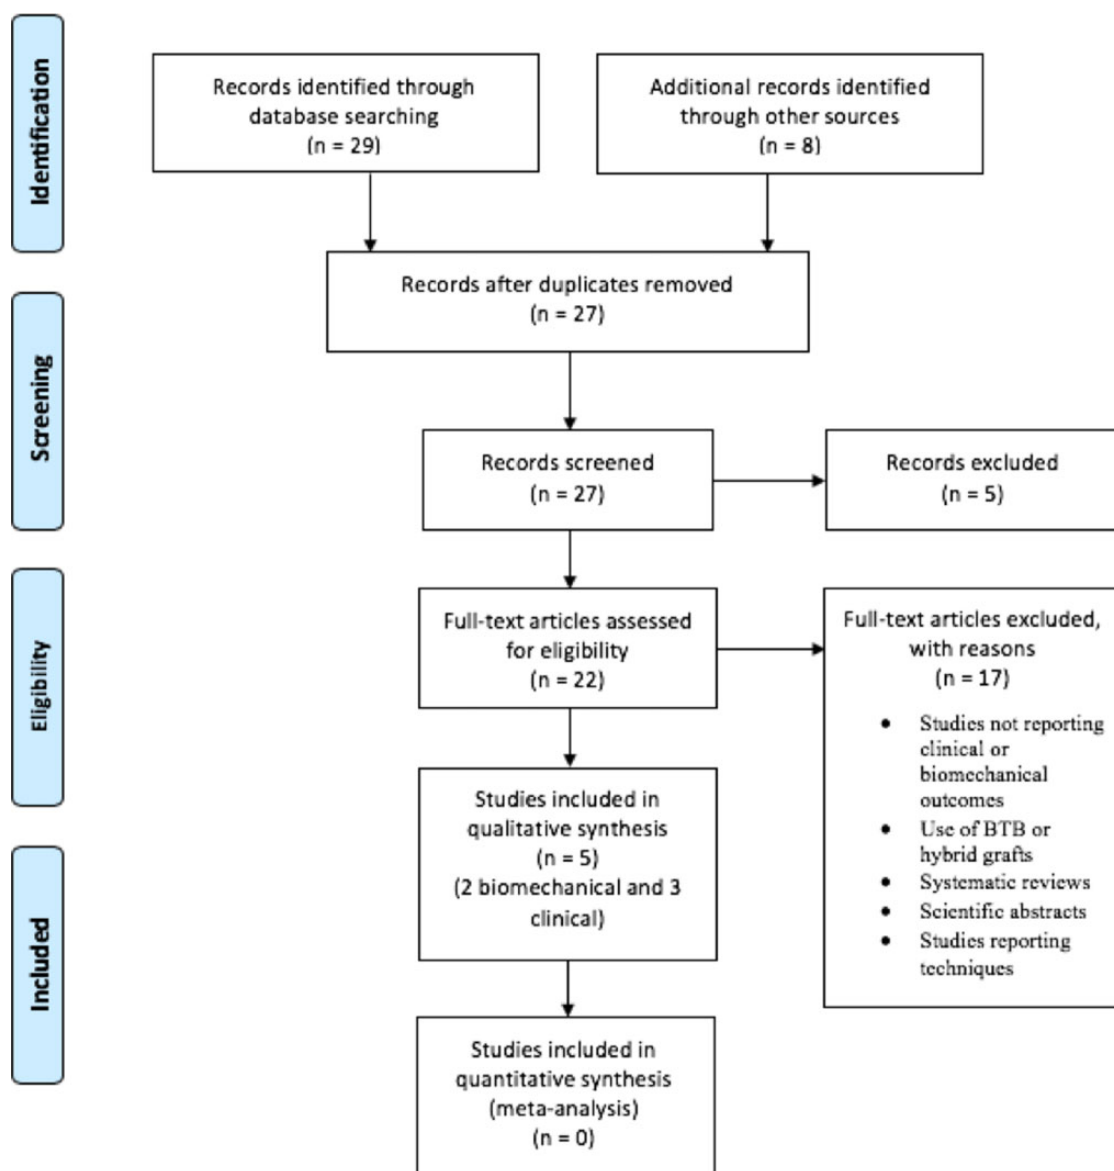 Identification
Records identified through
database searching
(n = 29)
Additional records identified
through other sources
(n = 8)
Records after duplicates removed
(n = 27)
Screening
Records screened
(n = 27)
Records excluded
(n = 5)
Eligibility
Full-text articles assessed
for eligibility
(n = 22)
Full-text articles excluded,
with reasons
(n = 17)
• Studies not reporting
clinical or
biomechanical
outcomes
• Use of BTB or
hybrid grafts
• Systematic reviews
• Scientific abstracts
• Studies reporting
techniques
Included
Studies included in
qualitative synthesis
(n = 5)
(2 biomechanical and 3
clinical)
Studies included in
quantitative synthesis
(meta-analysis)
(n = 0)